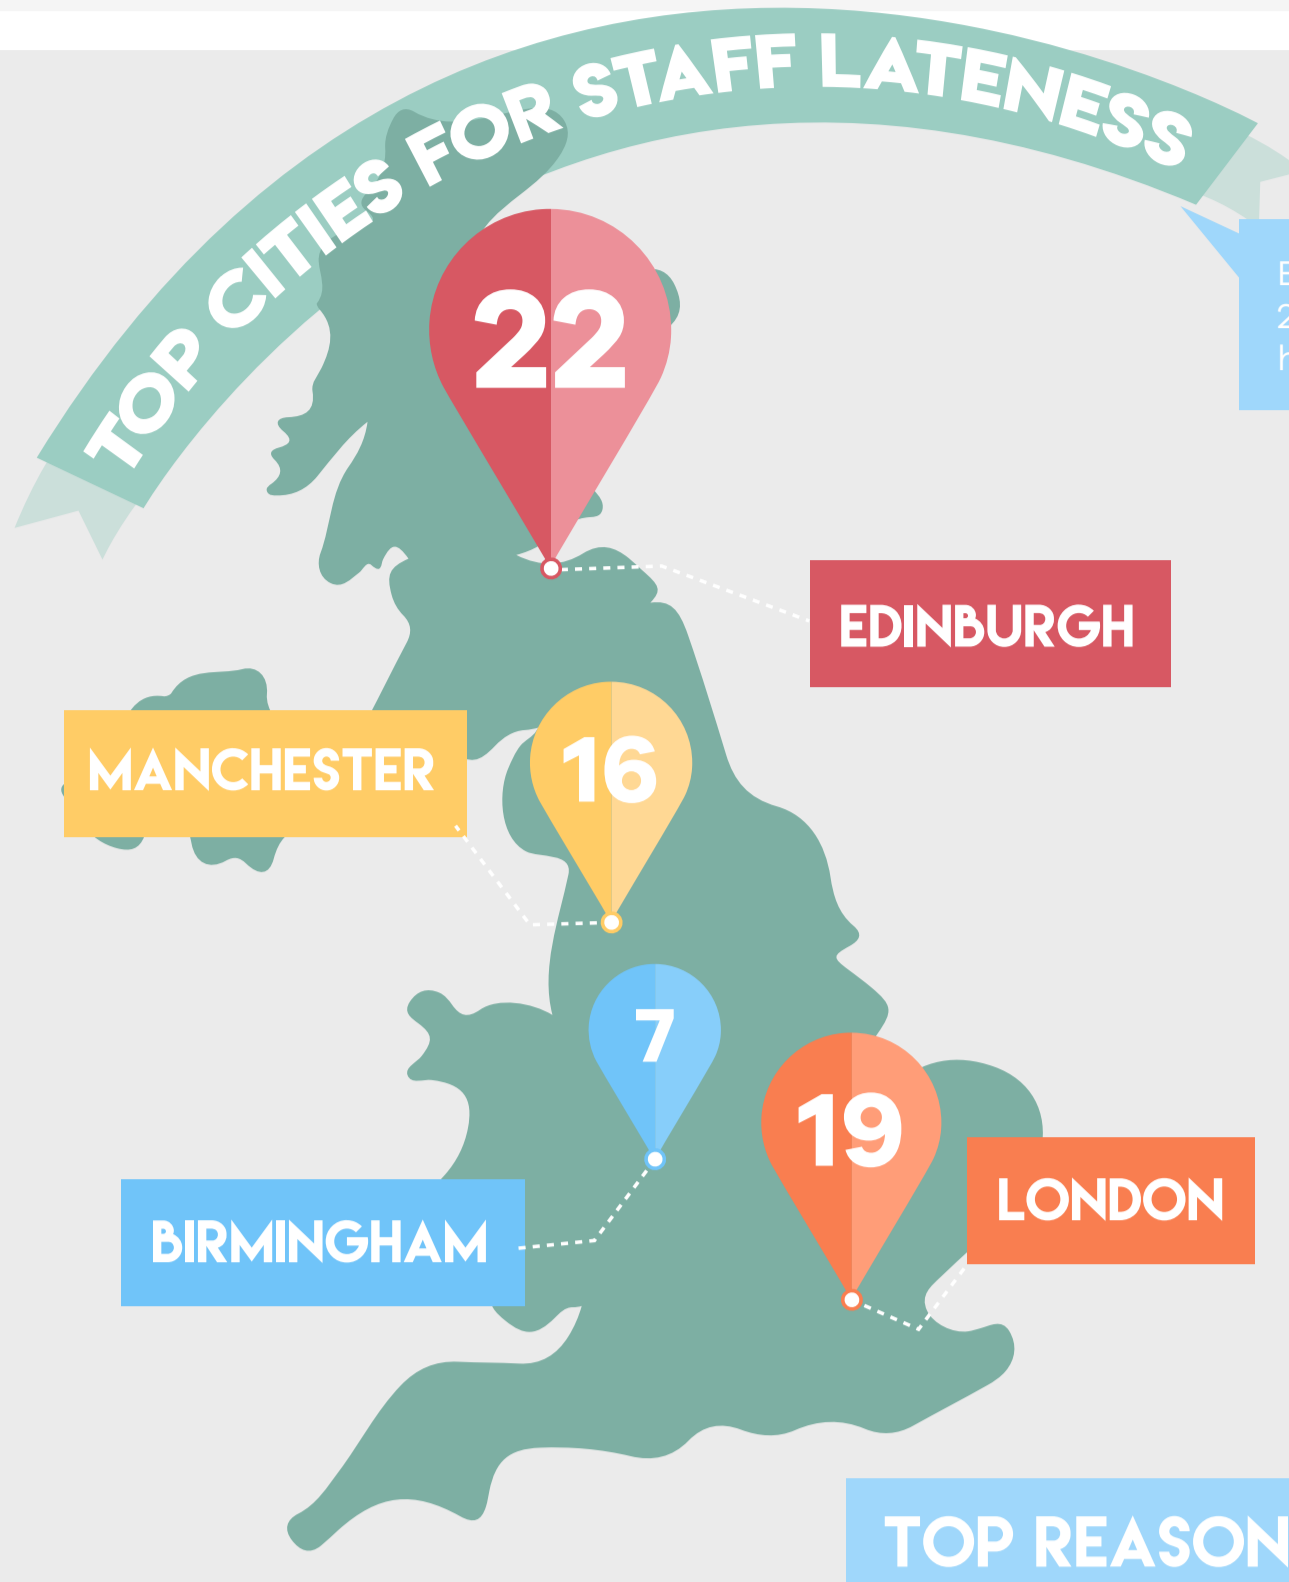 TOP CITIES FOR STAFF LATENESS
22
EDINBURGH
16
MANCHESTER
7
BIRMINGHAM
19
LONDON
TOP REASON